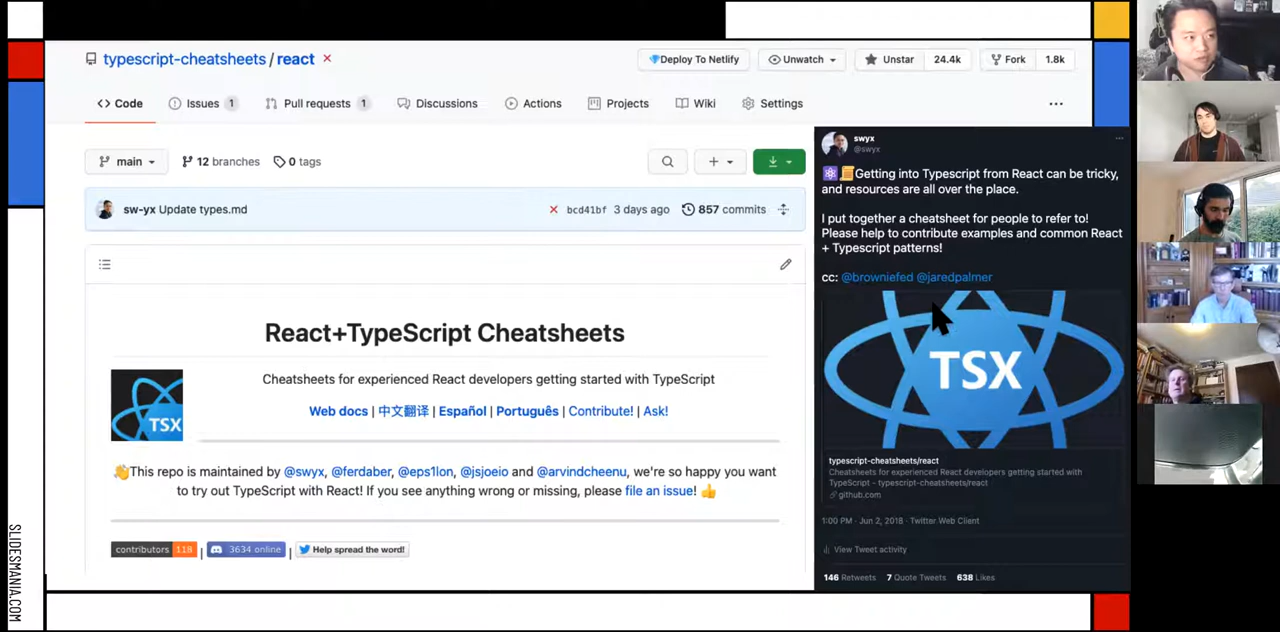 typescript-cheatsheets / react
Deploy To Netlify
Unwatch
Unstar 24.4k
Fork 1.8k
<> Code
Issues 1
Pull requests 1
Discussions
Actions
Projects
Wiki
Settings
main
12 branches
0 tags
sw-yx Update types.md
bcd41bf 3 days ago
857 commits
React+TypeScript Cheatsheets
Cheatsheets for experienced React developers getting started with TypeScript
Web docs | 中文翻译 | Español | Português | Contribute! | Ask!
TSX
👋This repo is maintained by @swyx, @ferdaber, @eps1lon, @jsjoeio and @arvindcheenu, we're so happy you want
to try out TypeScript with React! If you see anything wrong or missing, please file an issue! 👍
contributors 118 | 3634 online | Help spread the word!
swyx
@swyx
⚛️📜Getting into Typescript from React can be tricky,
and resources are all over the place.
I put together a cheatsheet for people to refer to!
Please help to contribute examples and common React
+ Typescript patterns!
cc: @browniefed @jaredpalmer
TSX
typescript-cheatsheets/react
Cheatsheets for experienced React developers getting started with
TypeScript - typescript-cheatsheets/react
github.com
1:00 PM · Jun 2, 2018 · Twitter Web Client
View Tweet activity
146 Retweets 7 Quote Tweets 638 Likes
SLIDESMANIA.COM